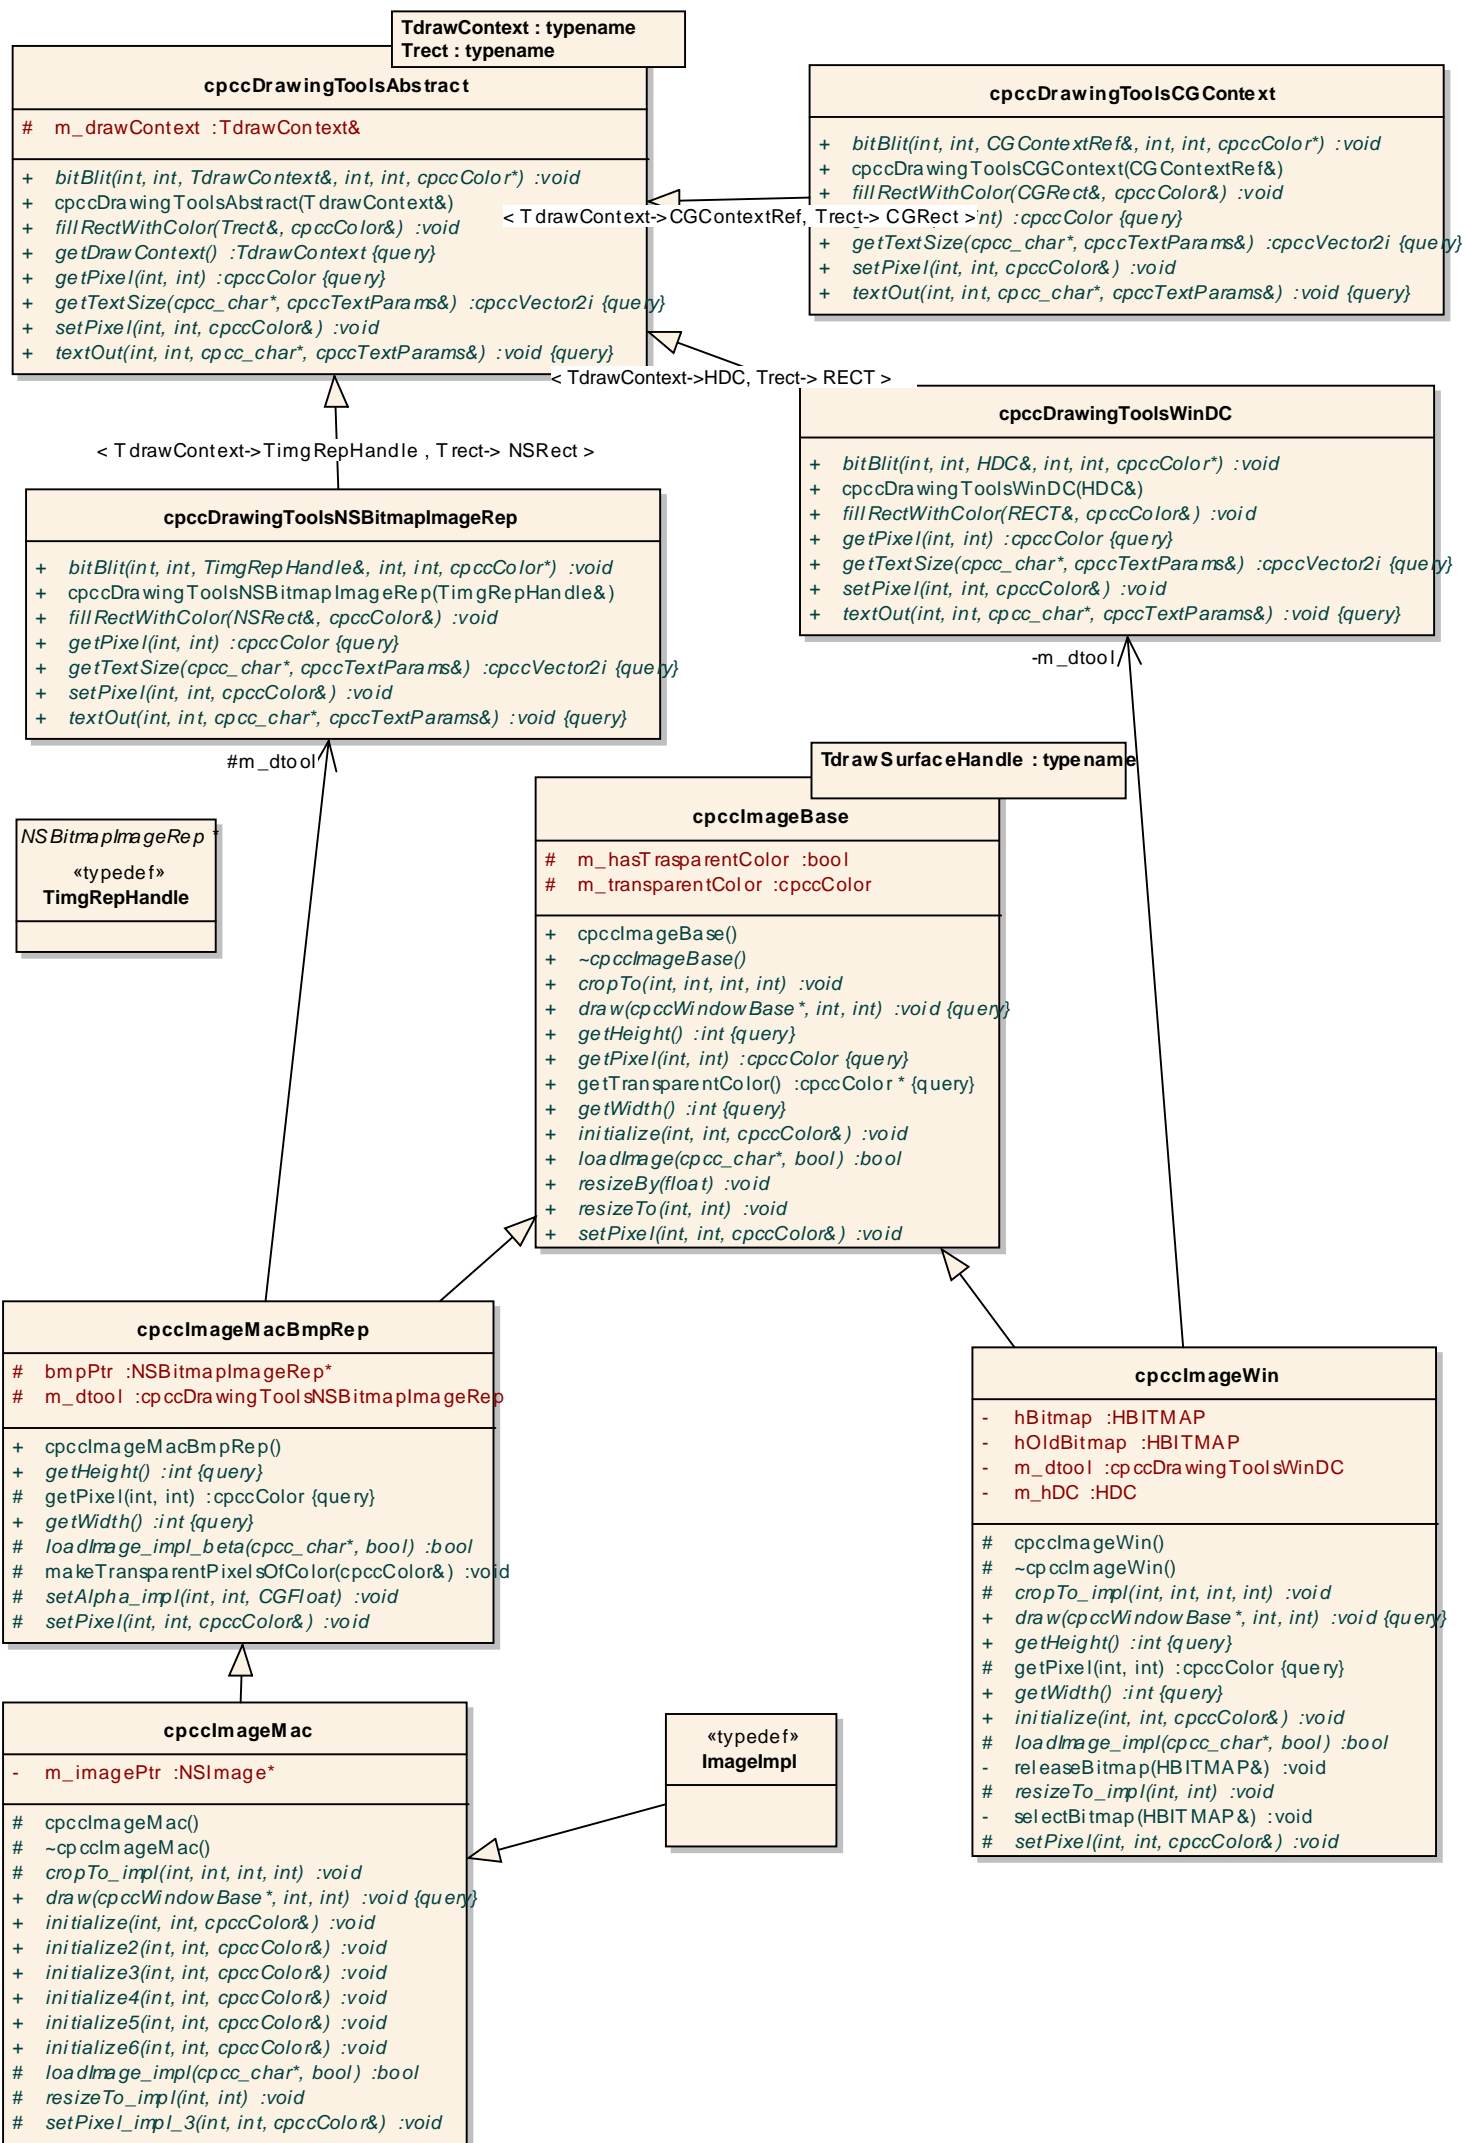 TdrawContext : typename
Trect : typename
cpccDrawingToolsAbstract
# m_drawContext :TdrawContext&
+ bitBlit(int, int, TdrawContext&, int, int, cpccColor*) :void
+ cpccDrawingToolsAbstract(TdrawContext&)
+ fillRectWithColor(Trect&, cpccColor&) :void
+ getDrawContext() :TdrawContext {query}
+ getPixel(int, int) :cpccColor {query}
+ getTextSize(cpcc_char*, cpccTextParams&) :cpccVector2i {query}
+ setPixel(int, int, cpccColor&) :void
+ textOut(int, int, cpcc_char*, cpccTextParams&) :void {query}
cpccDrawingToolsCGContext
+ bitBlit(int, int, CGContextRef&, int, int, cpccColor*) :void
+ cpccDrawingToolsCGContext(CGContextRef&)
+ fillRectWithColor(CGRect&, cpccColor&) :void
nt) :cpccColor {query}
+ getTextSize(cpcc_char*, cpccTextParams&) :cpccVector2i {query}
+ setPixel(int, int, cpccColor&) :void
+ textOut(int, int, cpcc_char*, cpccTextParams&) :void {query}
< TdrawContext->CGContextRef, Trect-> CGRect >
< TdrawContext->HDC, Trect-> RECT >
< TdrawContext->TimgRepHandle , Trect-> NSRect >
cpccDrawingToolsWinDC
+ bitBlit(int, int, HDC&, int, int, cpccColor*) :void
+ cpccDrawingToolsWinDC(HDC&)
+ fillRectWithColor(RECT&, cpccColor&) :void
+ getPixel(int, int) :cpccColor {query}
+ getTextSize(cpcc_char*, cpccTextParams&) :cpccVector2i {query}
+ setPixel(int, int, cpccColor&) :void
+ textOut(int, int, cpcc_char*, cpccTextParams&) :void {query}
cpccDrawingToolsNSBitmapImageRep
+ bitBlit(int, int, TimgRepHandle&, int, int, cpccColor*) :void
+ cpccDrawingToolsNSBitmapImageRep(TimgRepHandle&)
+ fillRectWithColor(NSRect&, cpccColor&) :void
+ getPixel(int, int) :cpccColor {query}
+ getTextSize(cpcc_char*, cpccTextParams&) :cpccVector2i {query}
+ setPixel(int, int, cpccColor&) :void
+ textOut(int, int, cpcc_char*, cpccTextParams&) :void {query}
-m_dtool
#m_dtool
NSBitmapImageRep *
«typedef»
TimgRepHandle
TdrawSurfaceHandle : typename
cpccImageBase
# m_hasTrasparentColor :bool
# m_transparentColor :cpccColor
+ cpccImageBase()
+ ~cpccImageBase()
+ cropTo(int, int, int, int) :void
+ draw(cpccWindowBase*, int, int) :void {query}
+ getHeight() :int {query}
+ getPixel(int, int) :cpccColor {query}
+ getTransparentColor() :cpccColor * {query}
+ getWidth() :int {query}
+ initialize(int, int, cpccColor&) :void
+ loadImage(cpcc_char*, bool) :bool
+ resizeBy(float) :void
+ resizeTo(int, int) :void
+ setPixel(int, int, cpccColor&) :void
cpccImageMacBmpRep
# bmpPtr :NSBitmapImageRep*
# m_dtool :cpccDrawingToolsNSBitmapImageRep
+ cpccImageMacBmpRep()
+ getHeight() :int {query}
# getPixel(int, int) :cpccColor {query}
+ getWidth() :int {query}
# loadImage_impl_beta(cpcc_char*, bool) :bool
# makeTransparentPixelsOfColor(cpccColor&) :void
# setAlpha_impl(int, int, CGFloat) :void
# setPixel(int, int, cpccColor&) :void
cpccImageWin
- hBitmap :HBITMAP
- hOldBitmap :HBITMAP
- m_dtool :cpccDrawingToolsWinDC
- m_hDC :HDC
# cpccImageWin()
# ~cpccImageWin()
# cropTo_impl(int, int, int, int) :void
+ draw(cpccWindowBase*, int, int) :void {query}
+ getHeight() :int {query}
# getPixel(int, int) :cpccColor {query}
+ getWidth() :int {query}
+ initialize(int, int, cpccColor&) :void
# loadImage_impl(cpcc_char*, bool) :bool
- releaseBitmap(HBITMAP&) :void
# resizeTo_impl(int, int) :void
- selectBitmap(HBITMAP&) :void
# setPixel(int, int, cpccColor&) :void
cpccImageMac
- m_imagePtr :NSImage*
# cpccImageMac()
# ~cpccImageMac()
# cropTo_impl(int, int, int, int) :void
+ draw(cpccWindowBase*, int, int) :void {query}
+ initialize(int, int, cpccColor&) :void
+ initialize2(int, int, cpccColor&) :void
+ initialize3(int, int, cpccColor&) :void
+ initialize4(int, int, cpccColor&) :void
+ initialize5(int, int, cpccColor&) :void
+ initialize6(int, int, cpccColor&) :void
# loadImage_impl(cpcc_char*, bool) :bool
# resizeTo_impl(int, int) :void
# setPixel_impl_3(int, int, cpccColor&) :void
«typedef»
ImageImpl